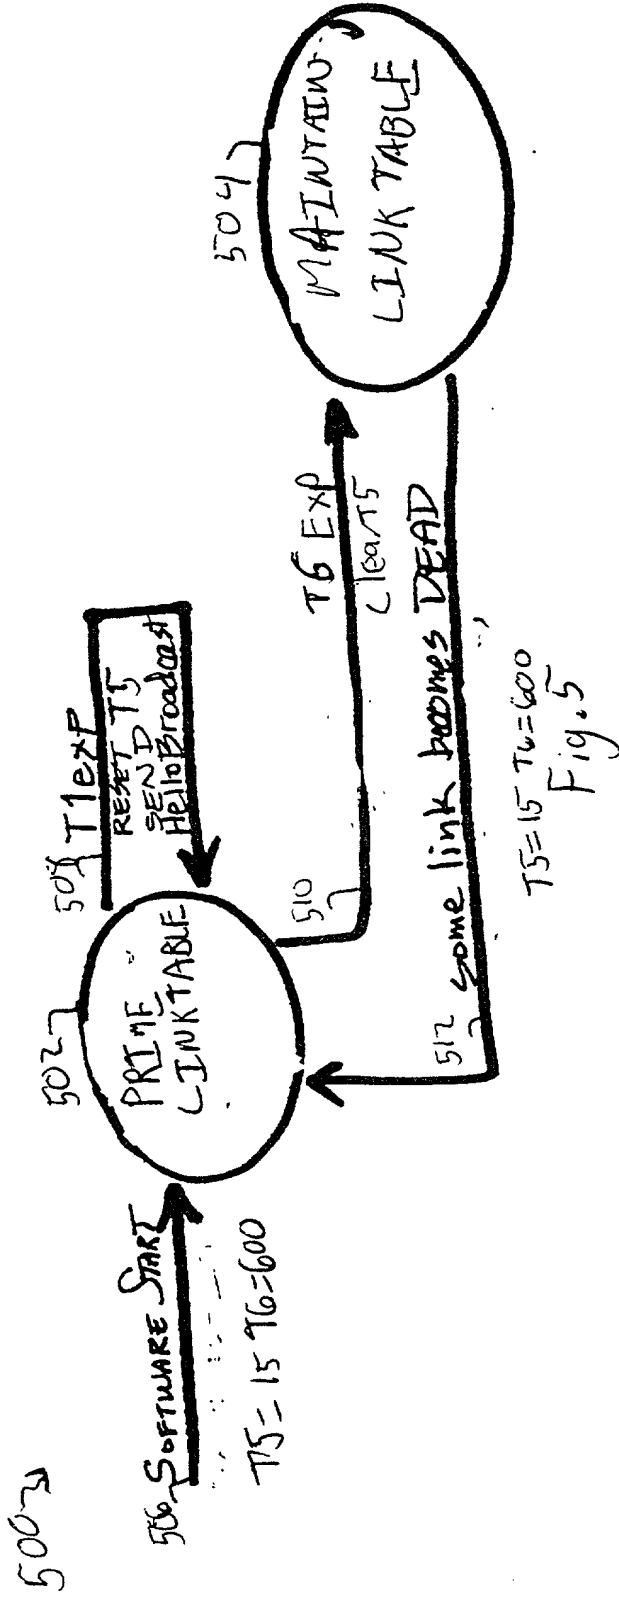 500
506 SOFTWARE START
T5=15 T6=600
502
PRIME
LINKTABLE
508 T1exp
RESET T5
SEND
HelloBroadcast
510
T6 Exp
Clear T5
504
MAINTAIN
LINK TABLE
512 some link becomes DEAD
T5=15 T6=600
Fig.5